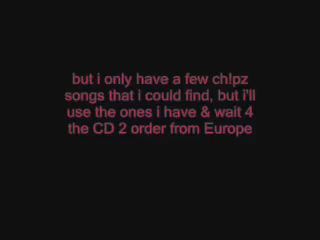 but i only have a few ch!pz
songs that i could find, but i'll
use the ones i have & wait 4
the CD 2 order from Europe